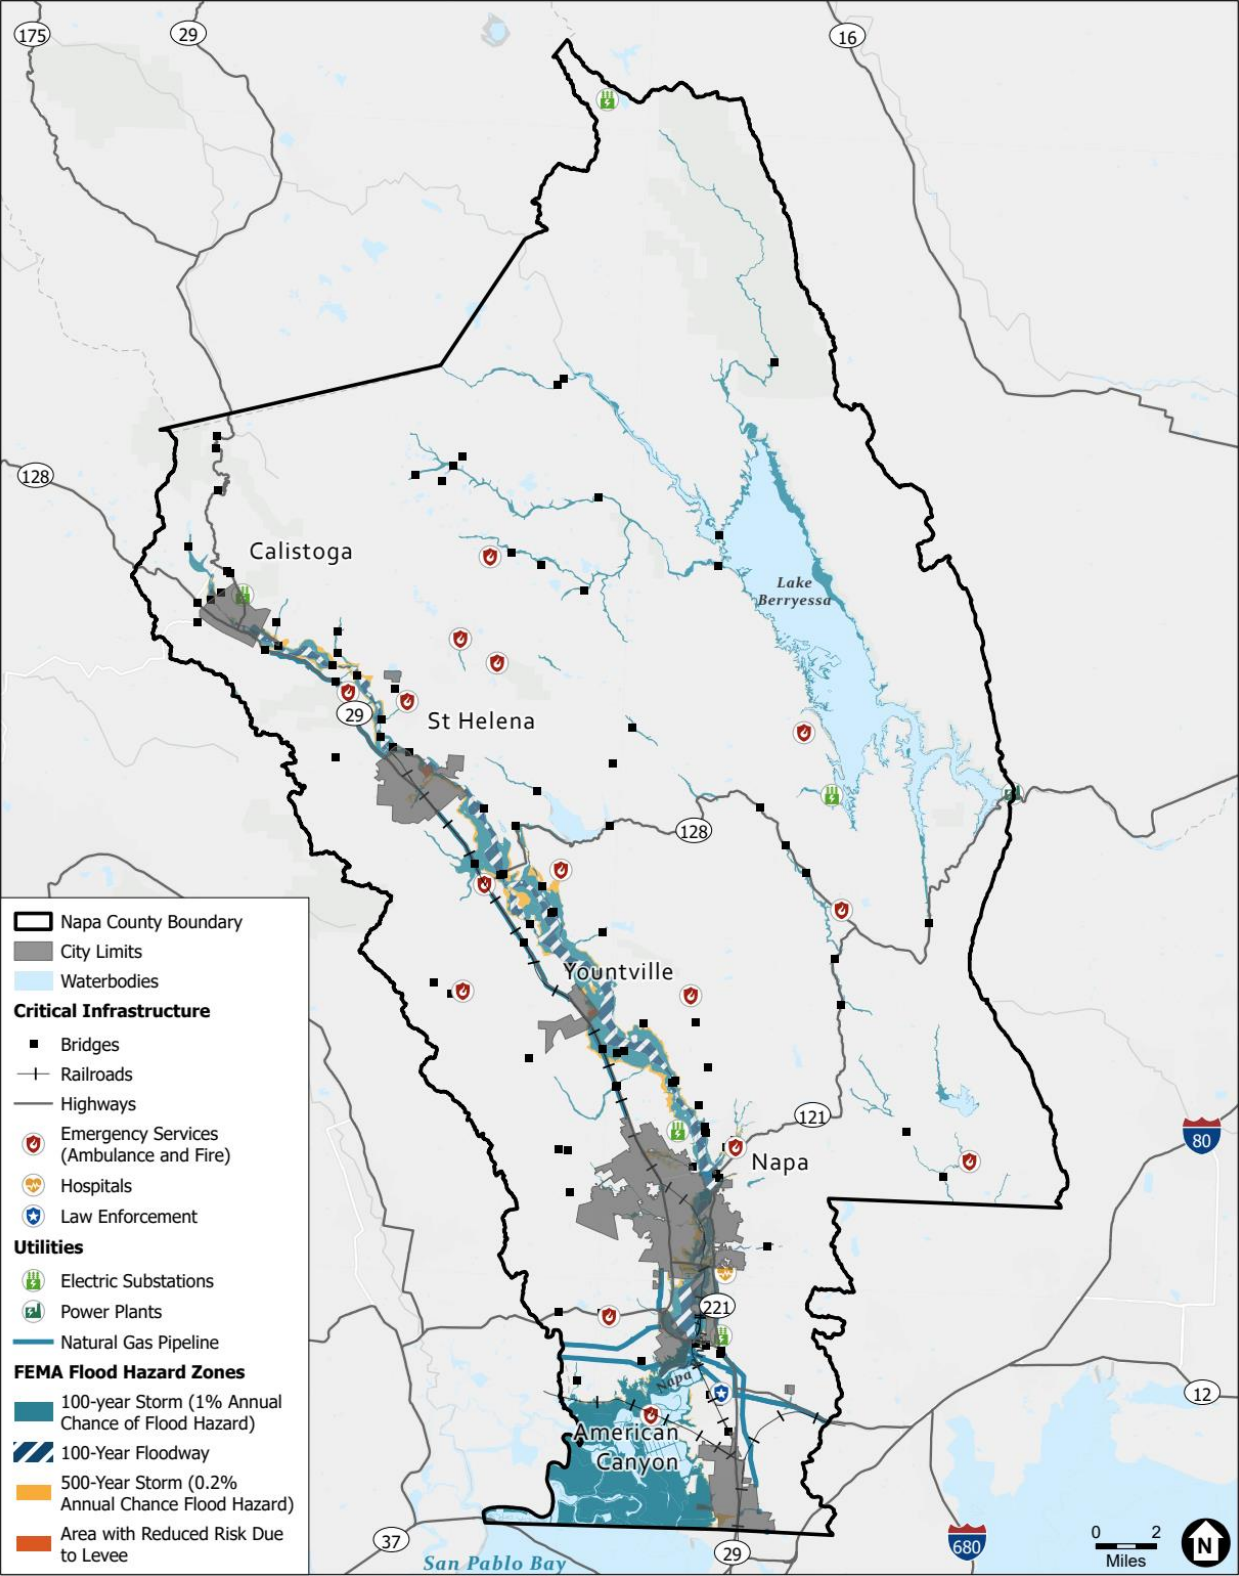 175
29
16
128
Calistoga
Lake
Berryessa
29
St Helena
128
Yountville
121
80
Napa
221
Napa
12
American
Canyon
37
29
680
San Pablo Bay
Napa County Boundary
City Limits
Waterbodies
Critical Infrastructure
Bridges
Railroads
Highways
Emergency Services
(Ambulance and Fire)
Hospitals
Law Enforcement
Utilities
Electric Substations
Power Plants
Natural Gas Pipeline
FEMA Flood Hazard Zones
100-year Storm (1% Annual
Chance of Flood Hazard)
100-Year Floodway
500-Year Storm (0.2%
Annual Chance Flood Hazard)
Area with Reduced Risk Due
to Levee
0 2
Miles
N